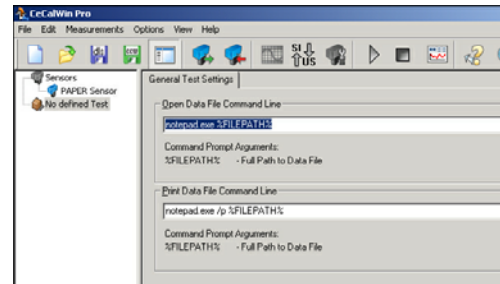 CeCalWin Pro
File Edit Measurements Options View Help
SI
US
Sensors
PAPER Sensor
No defined Test
General Test Settings
Open Data File Command Line
notepad.exe %FILEPATH%
Command Prompt Arguments:
%FILEPATH% - Full Path to Data File
Print Data File Command Line
notepad.exe /p %FILEPATH%
Command Prompt Arguments:
%FILEPATH% - Full Path to Data File